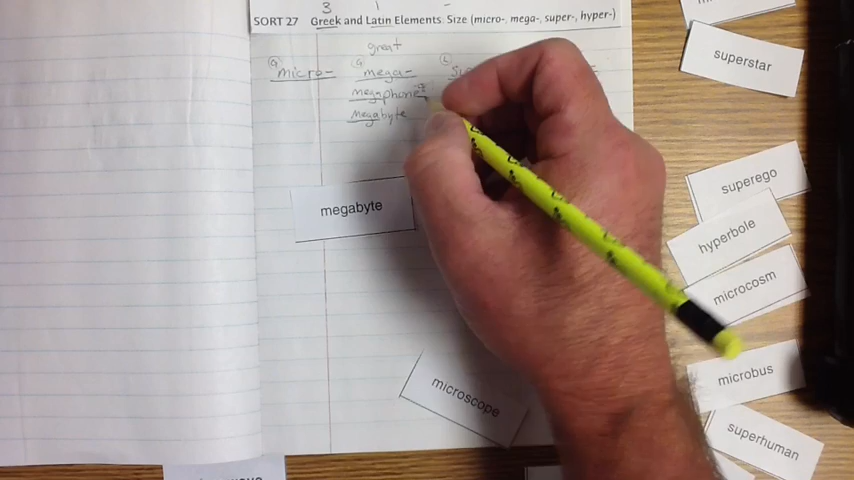 3 1 -
SORT 27 Greek and Latin Elements: Size (micro-, mega-, super-, hyper-)
great
G G L
micro- mega-
megaphone
megabyte
superstar
megabyte
superego
hyperbole
microcosm
microbus
microscope
superhuman